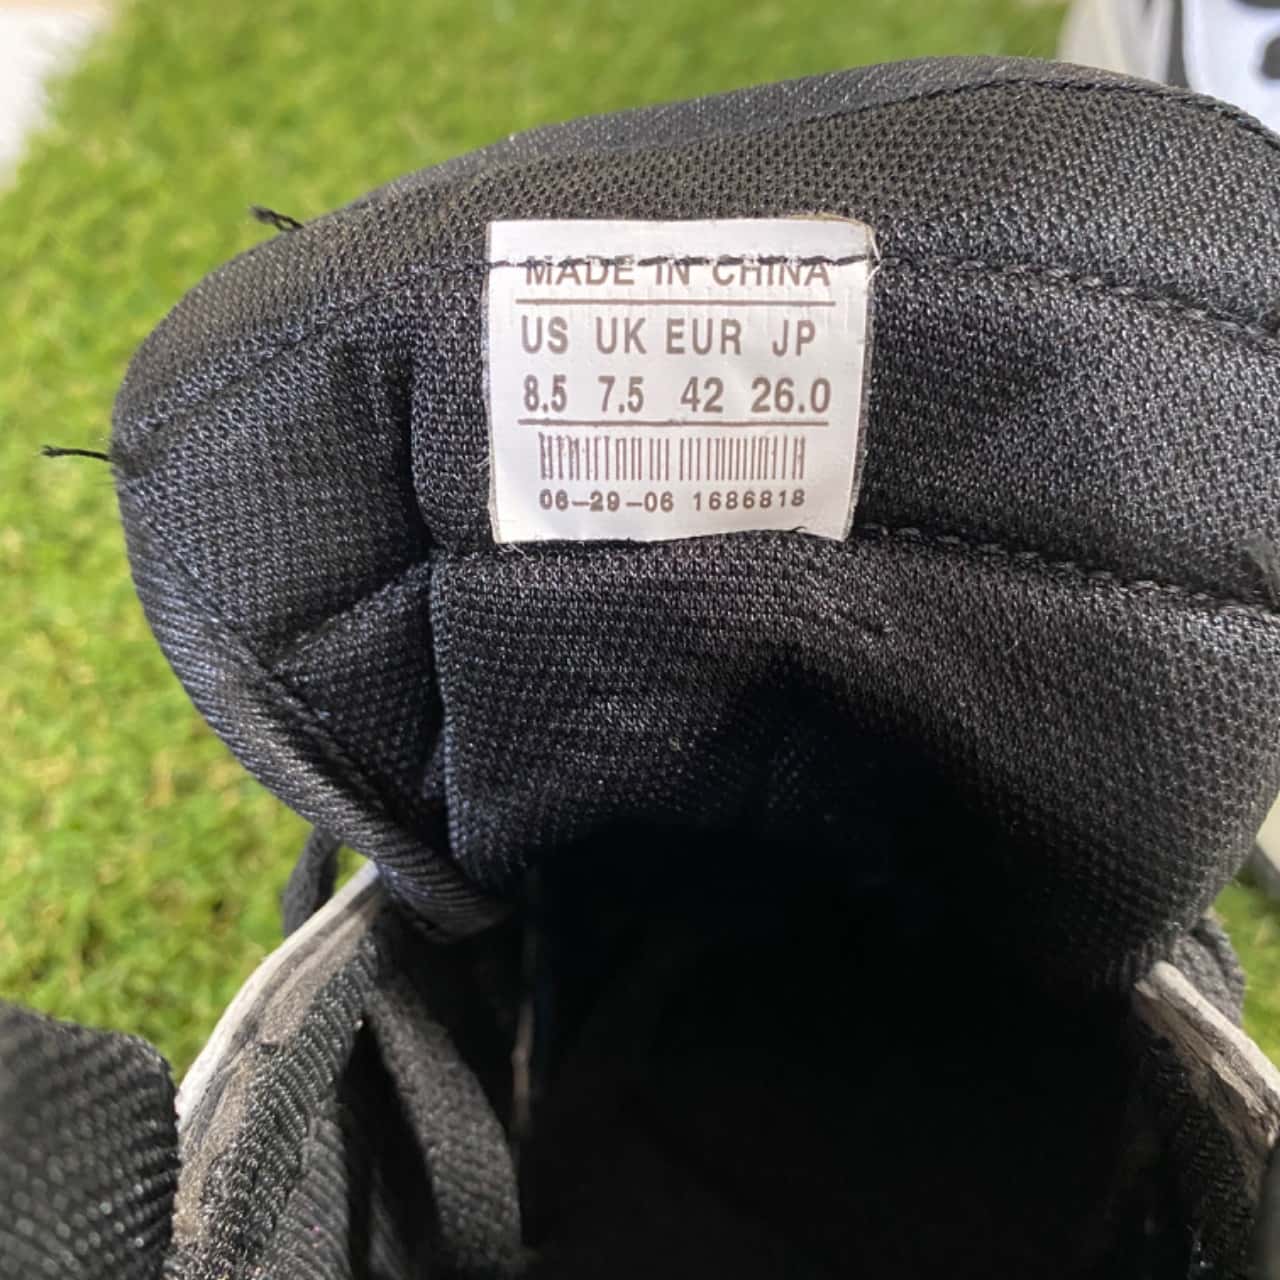 MADE IN CHINA
US UK EUR JP
8.5 7.5 42 26.0
06-29-06 1686818